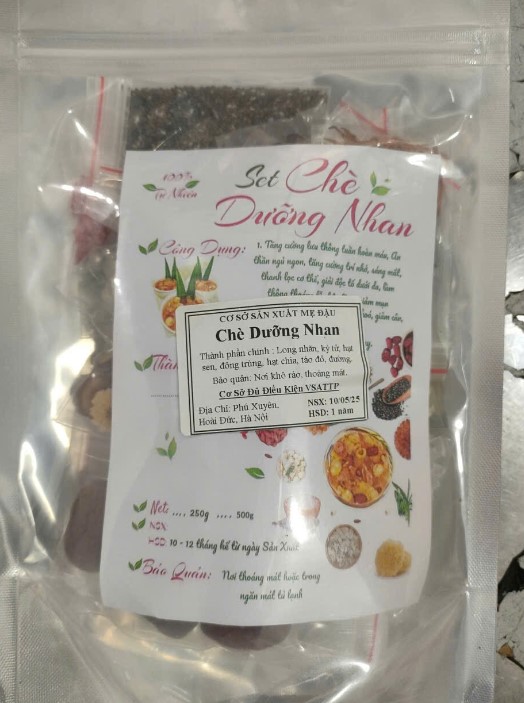 100%
Tự Nhiên
Set Chè
Dưỡng Nhan
Công Dụng:
1. Tăng cường lưu thông tuần hoàn máu, An
thần ngủ ngon, tăng cường trí nhớ, sáng mắt,
thanh lọc cơ thể, giải độc tố dưới da, làm
giảm cân,
CƠ SỞ SẢN XUẤT MẸ ĐẬU
Chè Dưỡng Nhan
Thành phần chính : Long nhãn, kỷ tử, hạt
sen, đông trùng, hạt chia, táo đỏ, đường.
Bảo quản: Nơi khô ráo, thoáng mát.
Cơ Sở Đủ Điều Kiện VSATTP
Địa Chỉ: Phú Xuyên,
Hoài Đức, Hà Nội
NSX: 10/05/25
HSD: 1 năm
Thàn
Net .... 250g .... 500g
NSX
HSD 10 - 12 tháng kể từ ngày Sản Xuất
Bảo Quản: Nơi thoáng mát hoặc trong
ngăn mát tủ lạnh